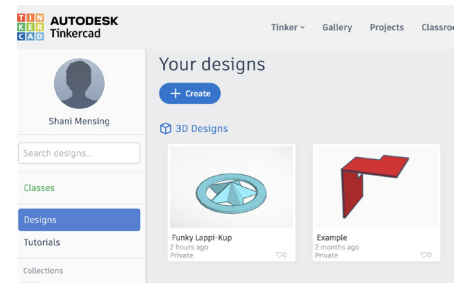 TIN
KER
CAD
AUTODESK
Tinkercad
Tinker
Gallery
Projects
Classro
Shani Mensing
Search designs...
Classes
Designs
Tutorials
Collections
Your designs
+ Create
3D Designs
Funky Lappi-Kup
2 hours ago
Private
0
Example
2 months ago
Private
0